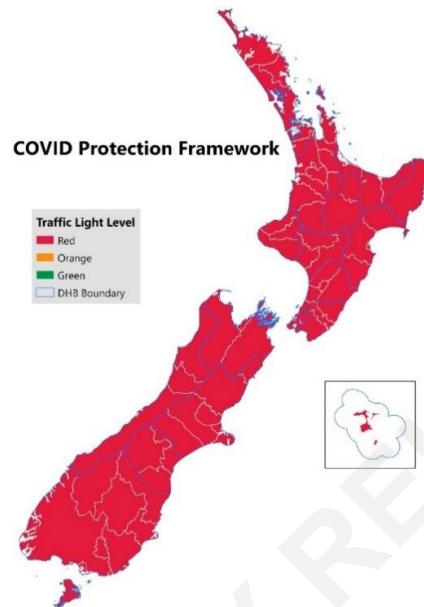 COVID Protection Framework
Traffic Light Level
Red
Orange
Green
DHB Boundary